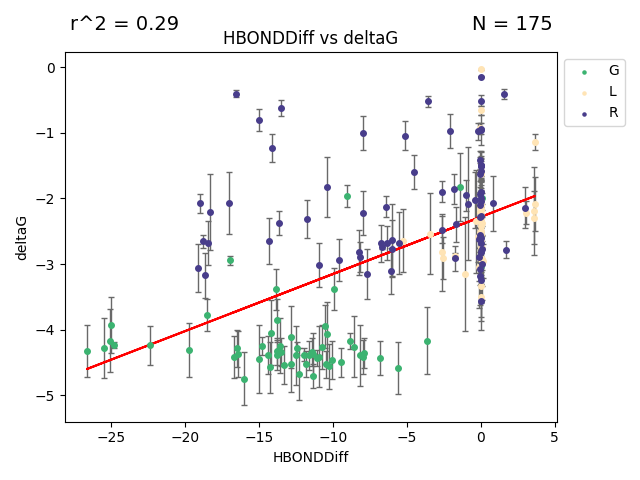 r^2 = 0.29
N = 175
HBONDDiff vs deltaG
G
L
R
0
−1
−2
−3
−4
−5
deltaG
−25
−20
−15
−10
−5
0
5
HBONDDiff